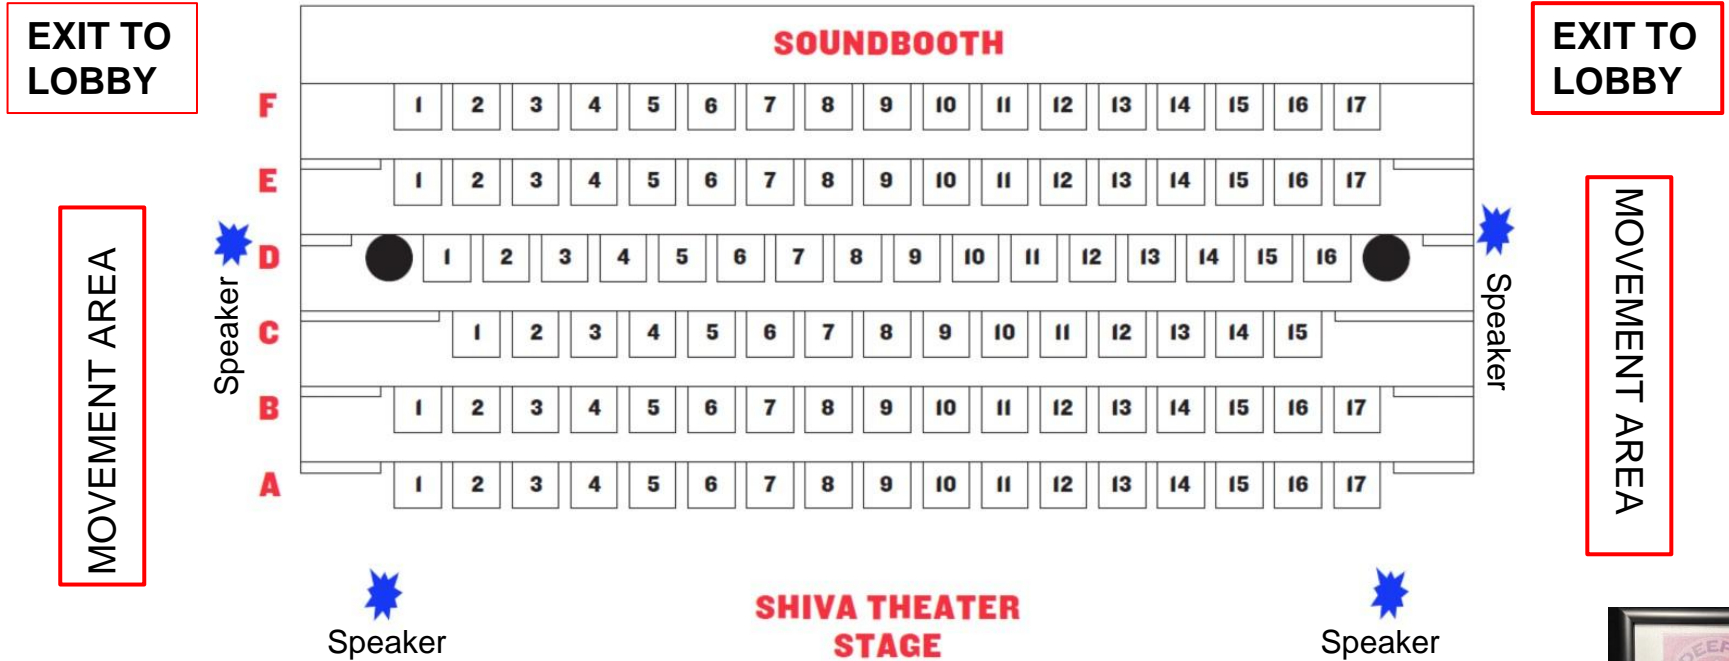 EXIT TO
LOBBY
SOUNDBOOTH
EXIT TO
LOBBY
F 1 2 3 4 5 6 7 8 9 10 11 12 13 14 15 16 17
E 1 2 3 4 5 6 7 8 9 10 11 12 13 14 15 16 17
D 1 2 3 4 5 6 7 8 9 10 11 12 13 14 15 16
C 1 2 3 4 5 6 7 8 9 10 11 12 13 14 15
B 1 2 3 4 5 6 7 8 9 10 11 12 13 14 15 16 17
A 1 2 3 4 5 6 7 8 9 10 11 12 13 14 15 16 17
MOVEMENT AREA
Speaker
Speaker
MOVEMENT AREA
Speaker
SHIVA THEATER
STAGE
Speaker